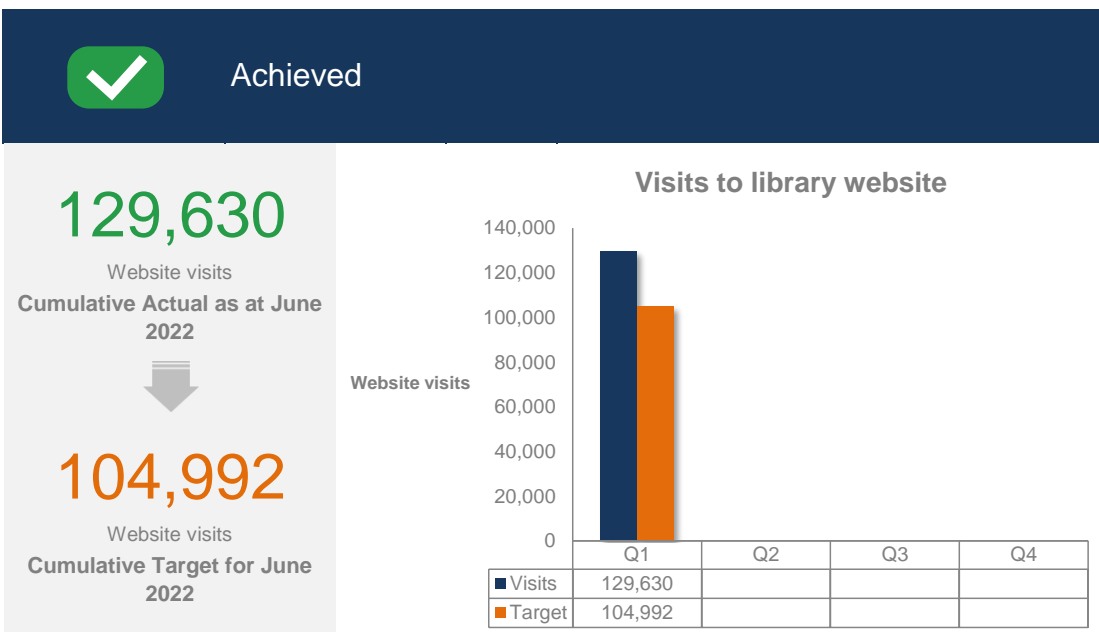 Achieved
129,630
Website visits
Cumulative Actual as at June
2022
104,992
Website visits
Cumulative Target for June
2022
Visits to library website
Website visits
140,000
120,000
100,000
80,000
60,000
40,000
20,000
0
Q1 Q2 Q3 Q4
Visits 129,630
Target 104,992